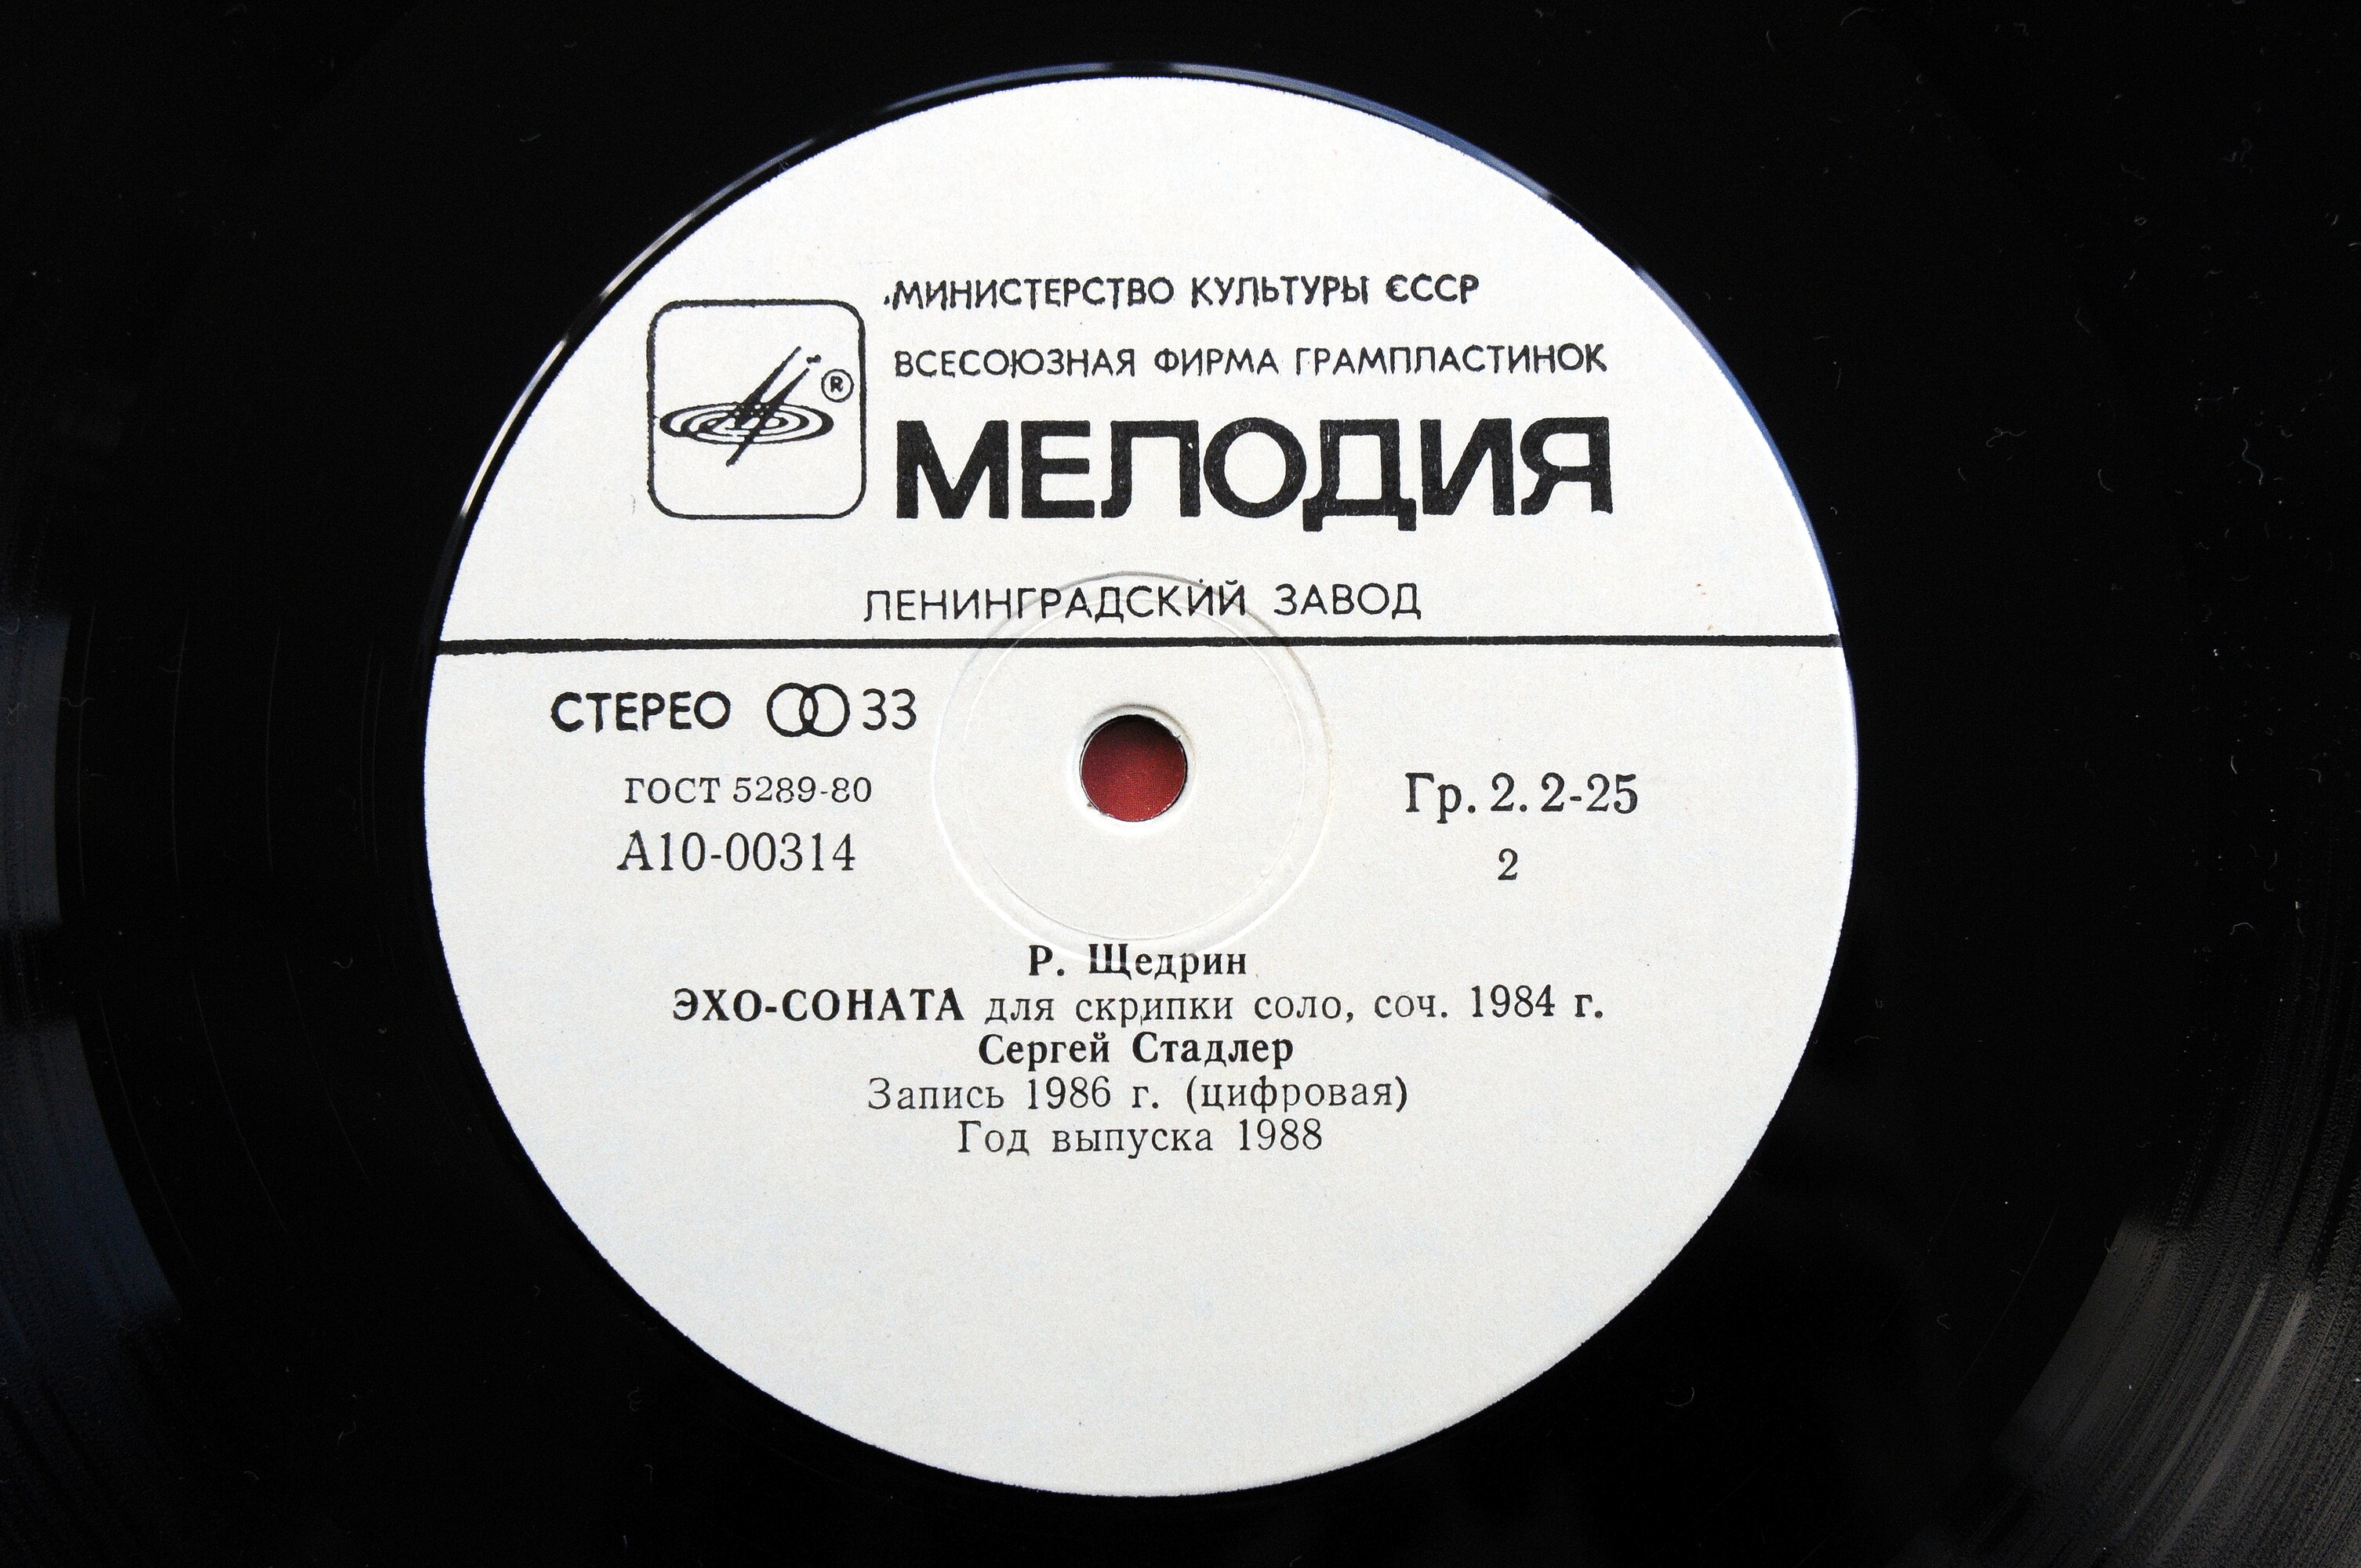 МИНИСТЕРСТВО КУЛЬТУРЫ СССР
ВСЕСОЮЗНАЯ ФИРМА ГРАМПЛАСТИНОК
®
МЕЛОДИЯ
ЛЕНИНГРАДСКИЙ ЗАВОД
СТЕРЕО 33
ГОСТ 5289-80
Гр. 2. 2-25
А10-00314
2
Р. Щедрин
ЭХО-СОНАТА для скрипки соло, соч. 1984 г.
Сергей Стадлер
Запись 1986 г. (цифровая)
Год выпуска 1988